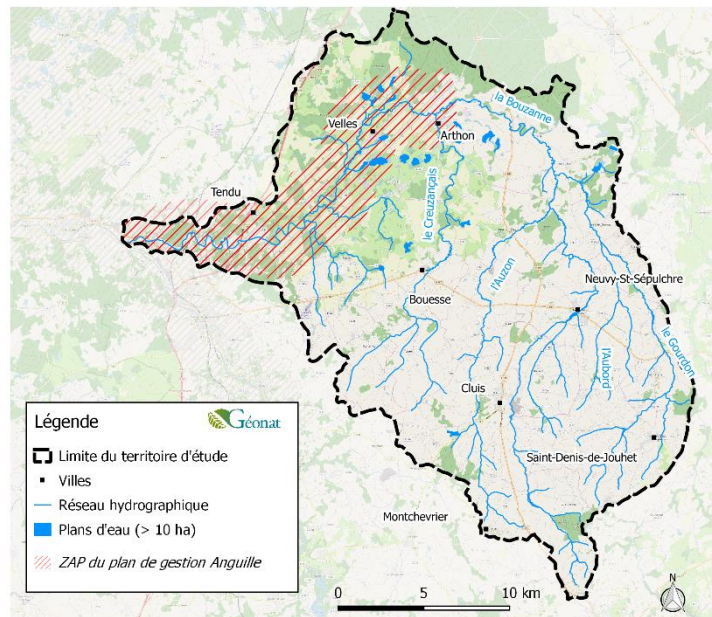 la Bouzanne
Velles
Arthon
Tendu
le Creuzançais
l'Auzon
Neuvy-St-Sépulchre
Bouesse
l'Aubord
le Gourdon
Cluis
Saint-Denis-de-Jouhet
Montchevrier
Légende
Géonat
Limite du territoire d'étude
Villes
Réseau hydrographique
Plans d'eau (> 10 ha)
ZAP du plan de gestion Anguille
0 5 10 km
N